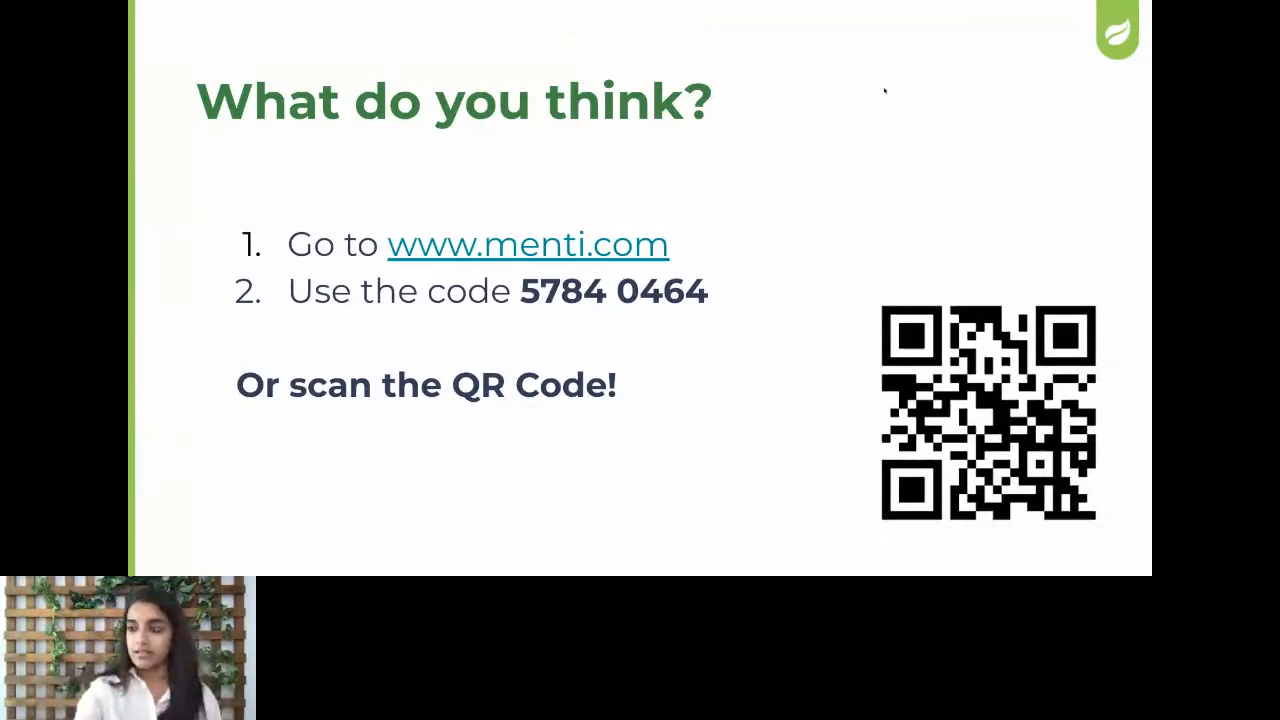 What do you think?
1. Go to www.menti.com
2. Use the code 5784 0464
Or scan the QR Code!